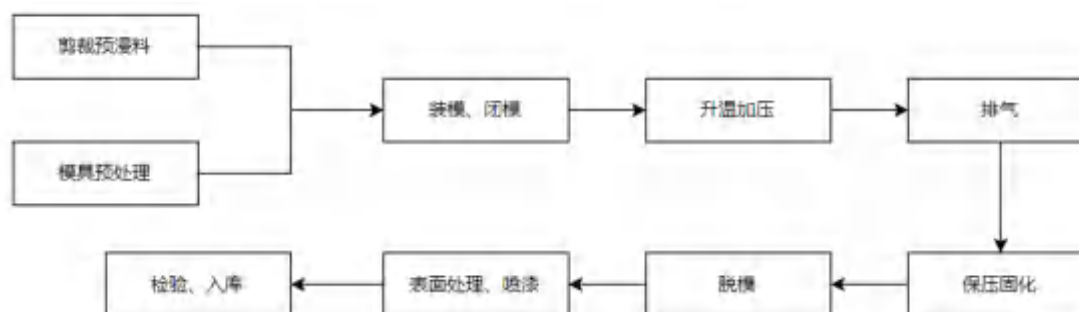 剪裁预浸料
模具预处理
装模、闭模
升温加压
排气
保压固化
脱模
表面处理、喷漆
检验、入库